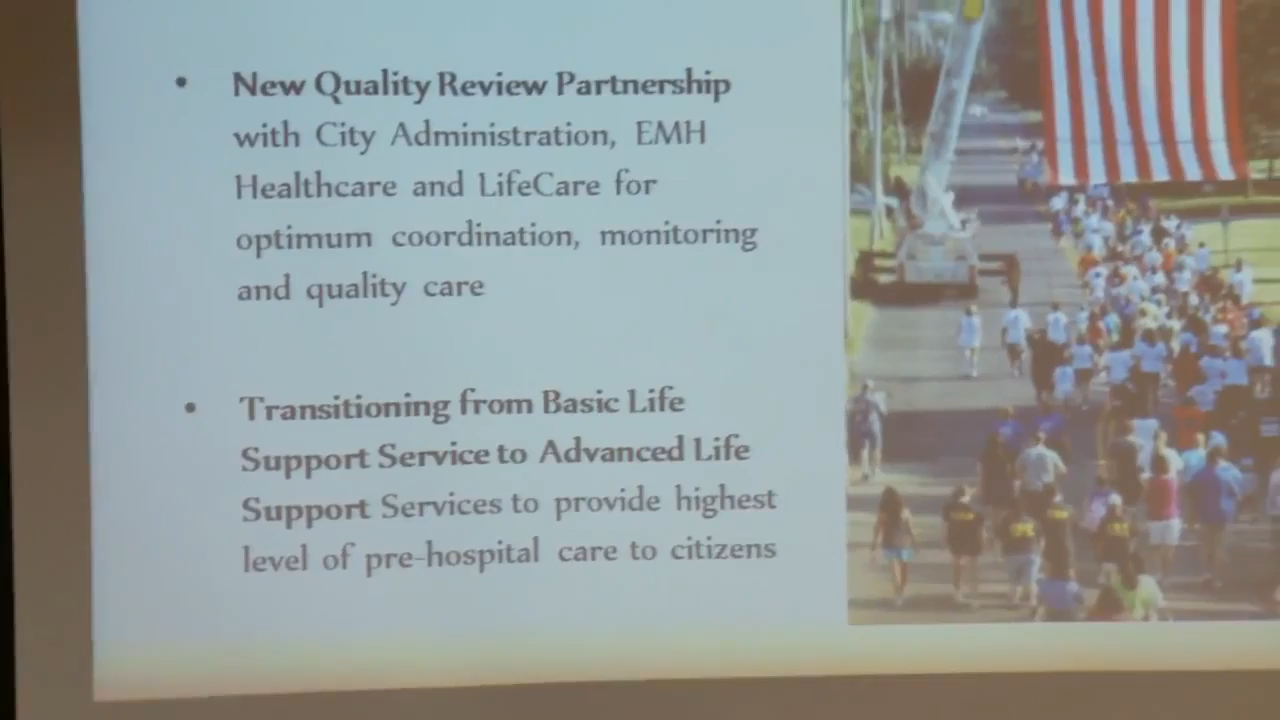 • New Quality Review Partnership
with City Administration, EMH
Healthcare and LifeCare for
optimum coordination, monitoring
and quality care
• Transitioning from Basic Life
Support Service to Advanced Life
Support Services to provide highest
level of pre-hospital care to citizens